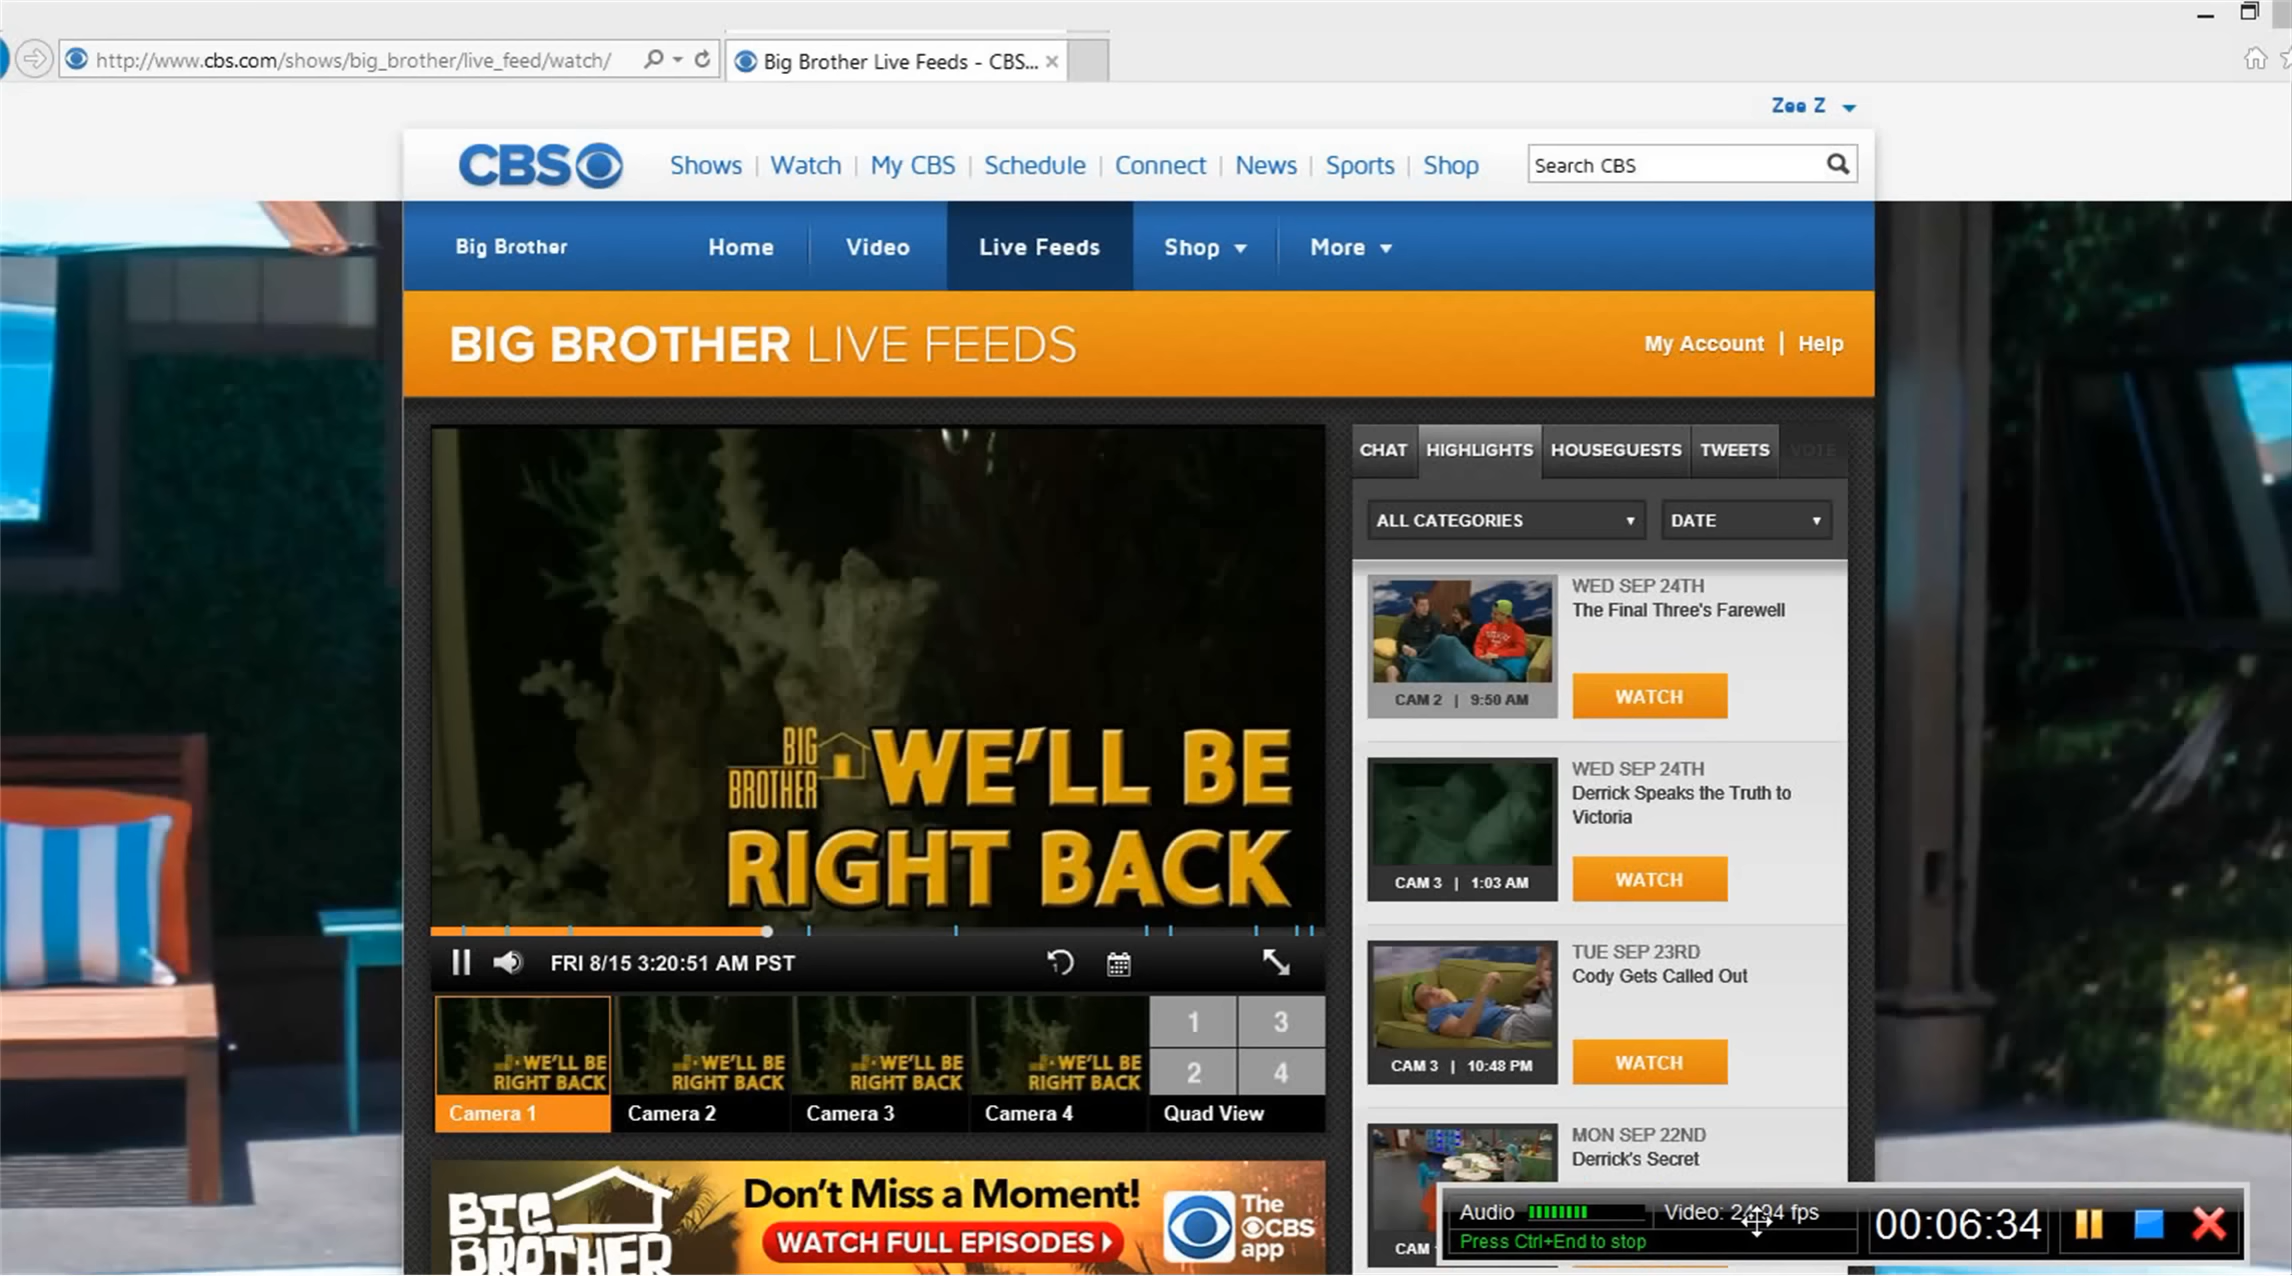 http://www.cbs.com/shows/big_brother/live_feed/watch/
Big Brother Live Feeds - CBS...
Zee Z
CBS
Shows | Watch | My CBS | Schedule | Connect | News | Sports | Shop
Search CBS
Big Brother
Home
Video
Live Feeds
Shop
More
BIG BROTHER LIVE FEEDS
My Account | Help
BIG BROTHER
WE'LL BE
RIGHT BACK
FRI 8/15 3:20:51 AM PST
WE'LL BE
RIGHT BACK
Camera 1
WE'LL BE
RIGHT BACK
Camera 2
WE'LL BE
RIGHT BACK
Camera 3
WE'LL BE
RIGHT BACK
Camera 4
1 3
2 4
Quad View
BIG
BROTHER
Don't Miss a Moment!
WATCH FULL EPISODES
The
CBS
app
CHAT
HIGHLIGHTS
HOUSEGUESTS
TWEETS
VOTE
ALL CATEGORIES
DATE
WED SEP 24TH
The Final Three's Farewell
CAM 2 | 9:50 AM
WATCH
WED SEP 24TH
Derrick Speaks the Truth to
Victoria
CAM 3 | 1:03 AM
WATCH
TUE SEP 23RD
Cody Gets Called Out
CAM 3 | 10:48 PM
WATCH
MON SEP 22ND
Derrick's Secret
CAM
Audio
Video: 24.94 fps
Press Ctrl+End to stop
00:06:34